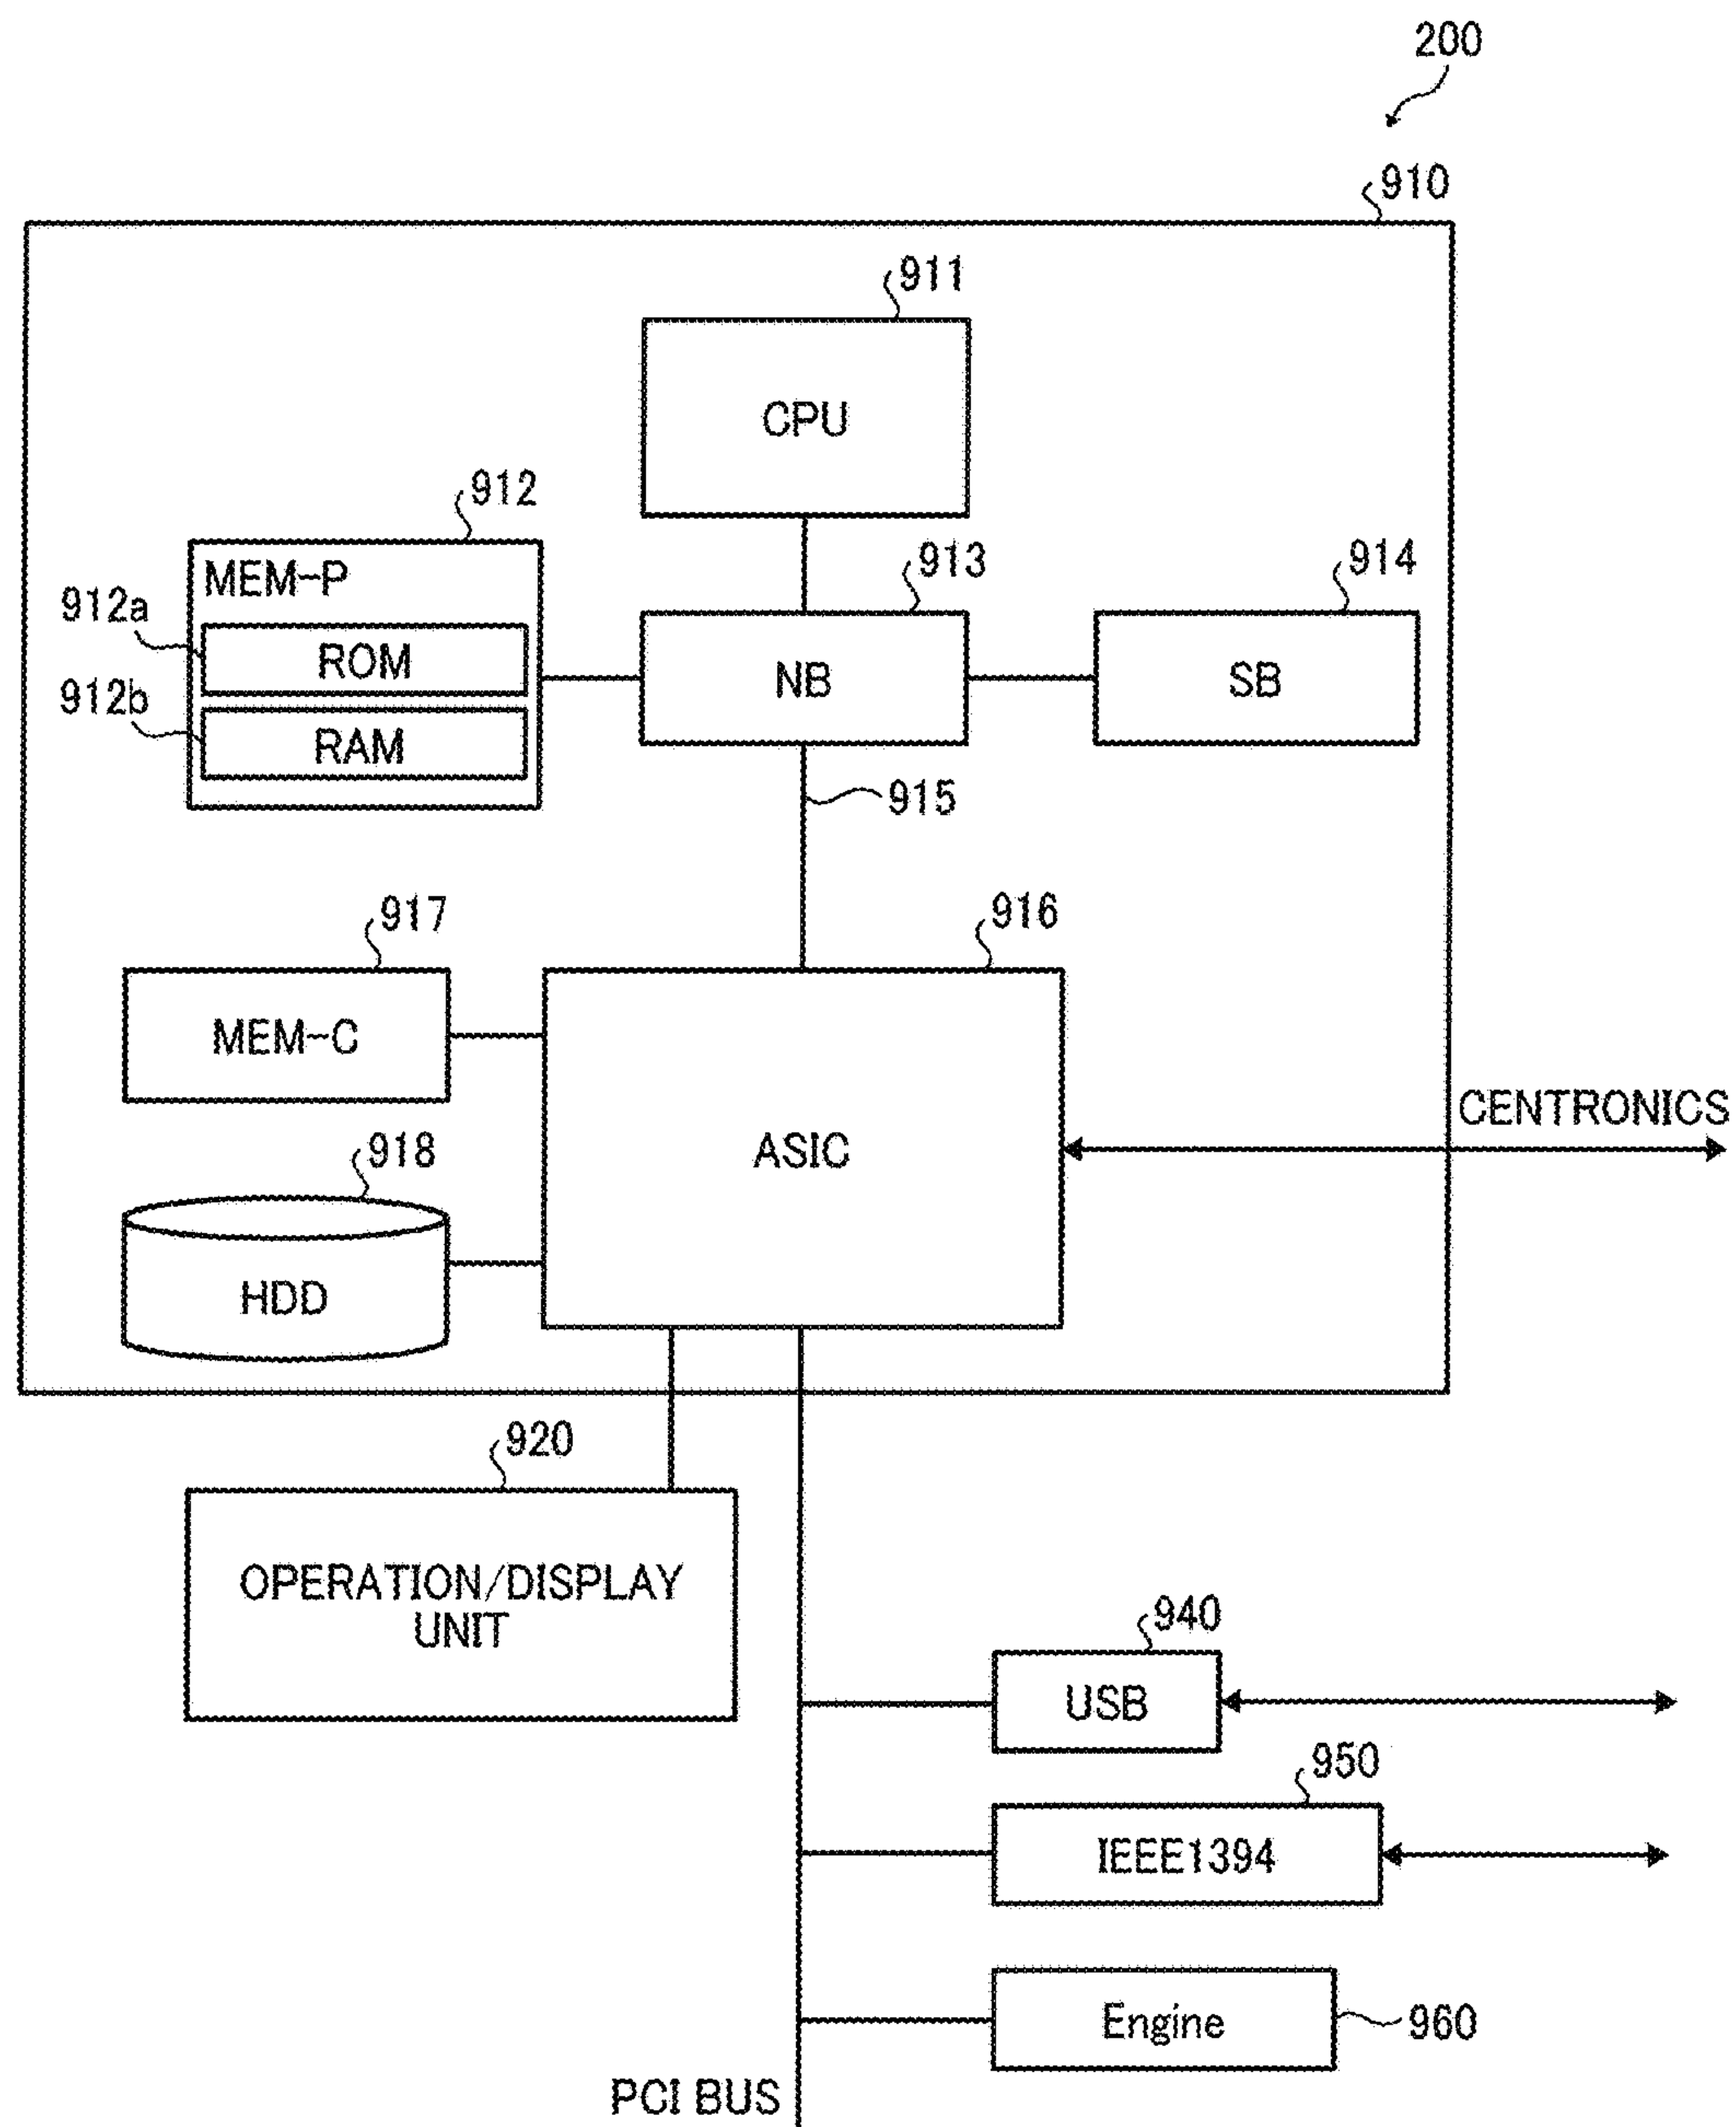 200
910
911
CPU
912
MEM-P
912a
ROM
912b
RAM
913
NB
914
SB
915
917
MEM-C
916
ASIC
CENTRONICS
918
HDD
920
OPERATION/DISPLAY
UNIT
940
USB
950
IEEE1394
Engine
960
PCI BUS